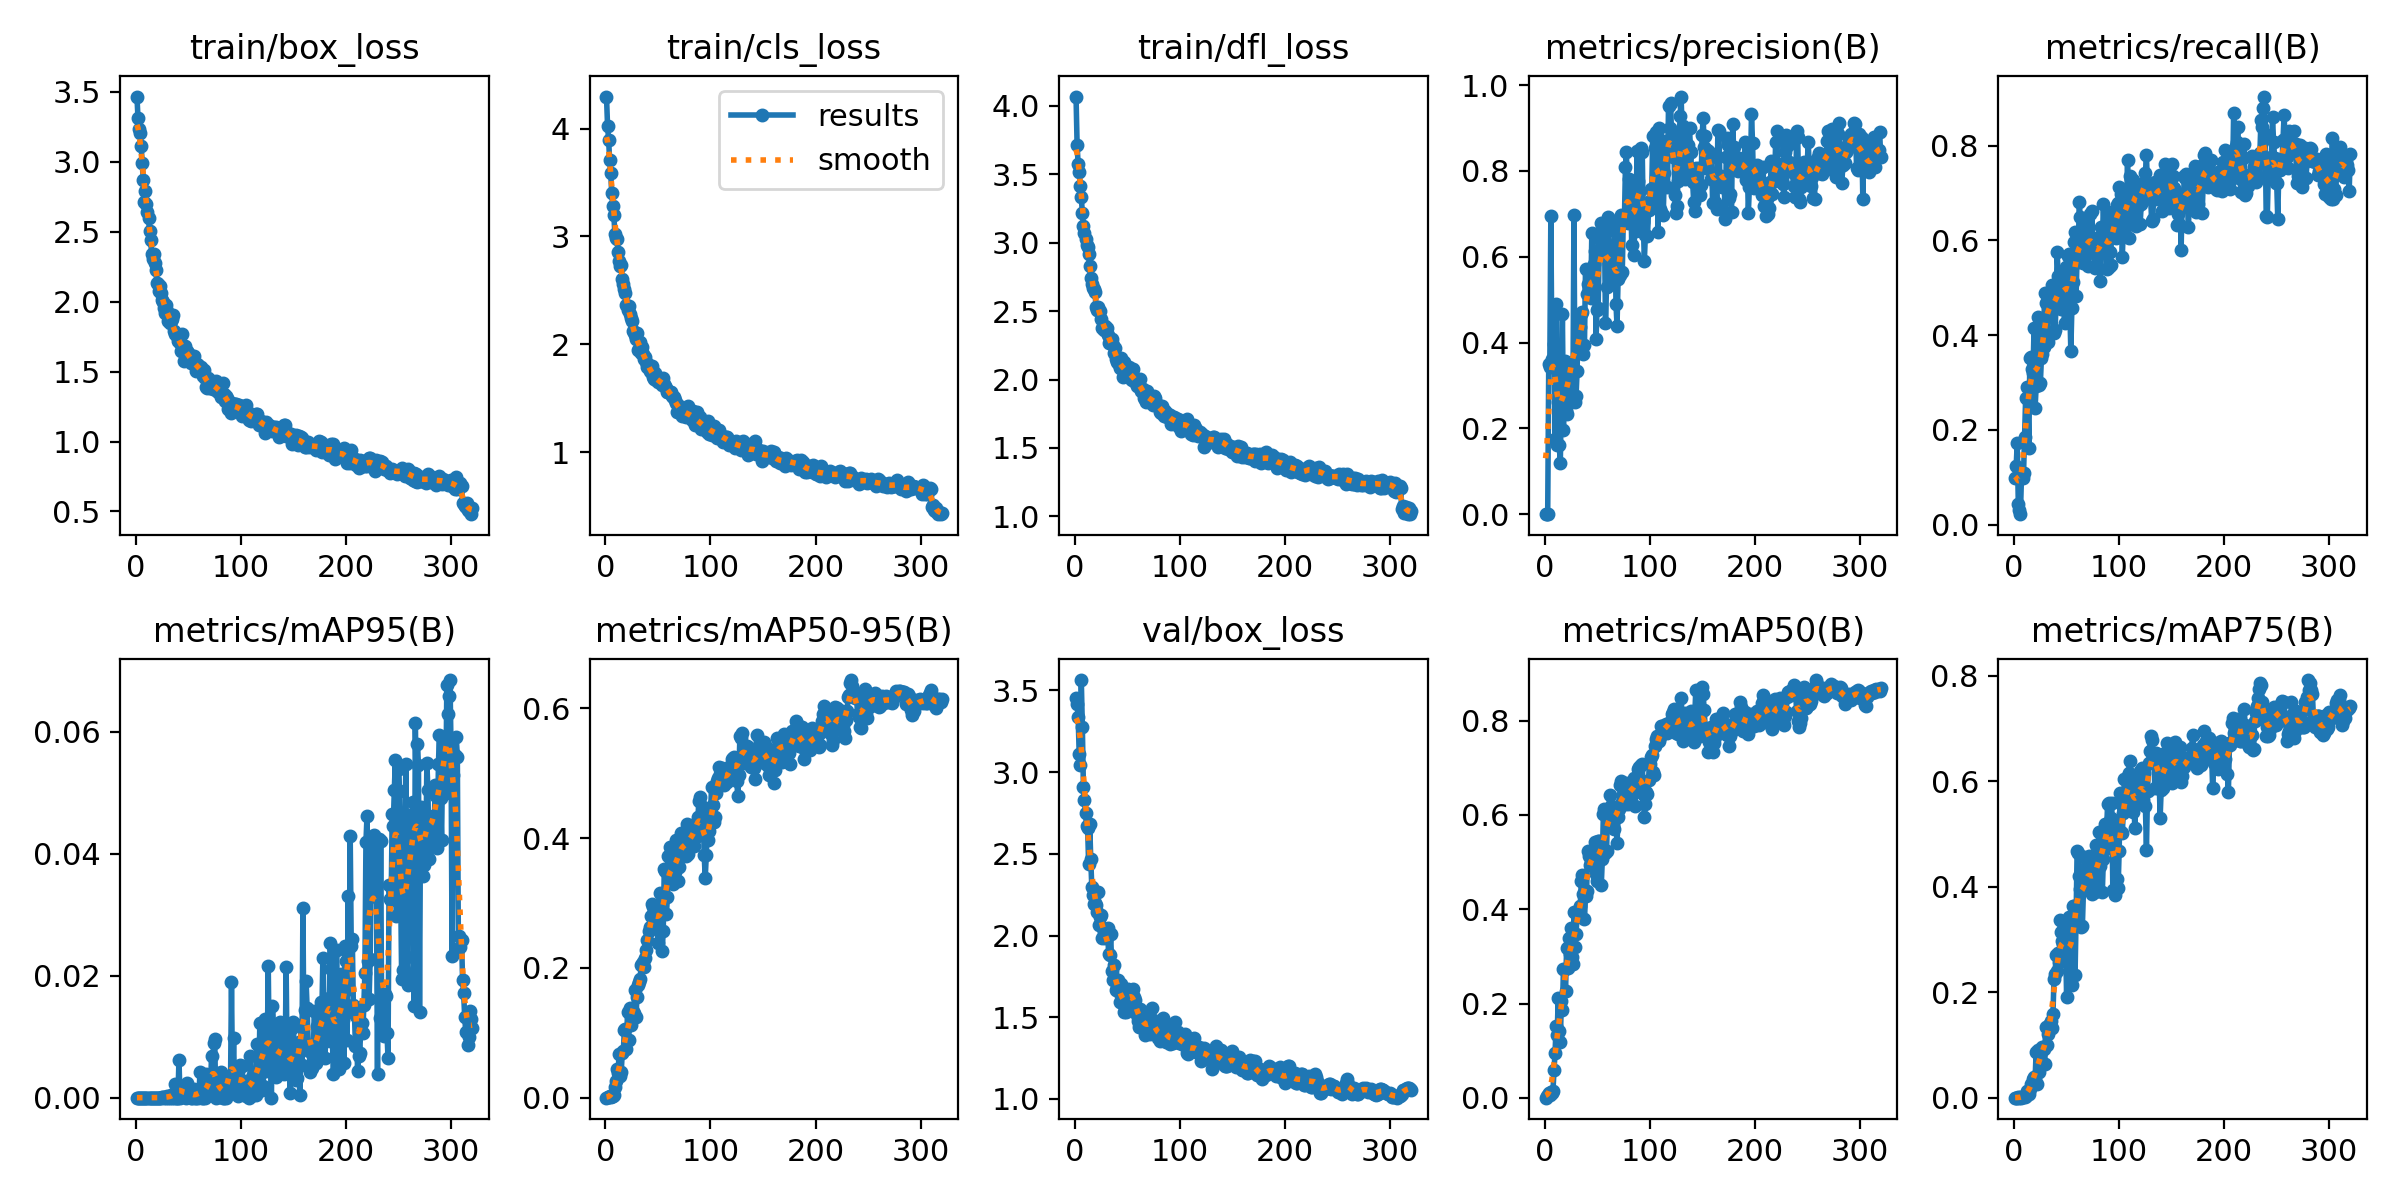 train/box_loss
3.5
3.0
2.5
2.0
1.5
1.0
0.5
0 100 200 300
train/cls_loss
results
smooth
4
3
2
1
0 100 200 300
train/dfl_loss
4.0
3.5
3.0
2.5
2.0
1.5
1.0
0 100 200 300
metrics/precision(B)
1.0
0.8
0.6
0.4
0.2
0.0
0 100 200 300
metrics/recall(B)
0.8
0.6
0.4
0.2
0.0
0 100 200 300
metrics/mAP95(B)
0.06
0.04
0.02
0.00
0 100 200 300
metrics/mAP50-95(B)
0.6
0.4
0.2
0.0
0 100 200 300
val/box_loss
3.5
3.0
2.5
2.0
1.5
1.0
0 100 200 300
metrics/mAP50(B)
0.8
0.6
0.4
0.2
0.0
0 100 200 300
metrics/mAP75(B)
0.8
0.6
0.4
0.2
0.0
0 100 200 300